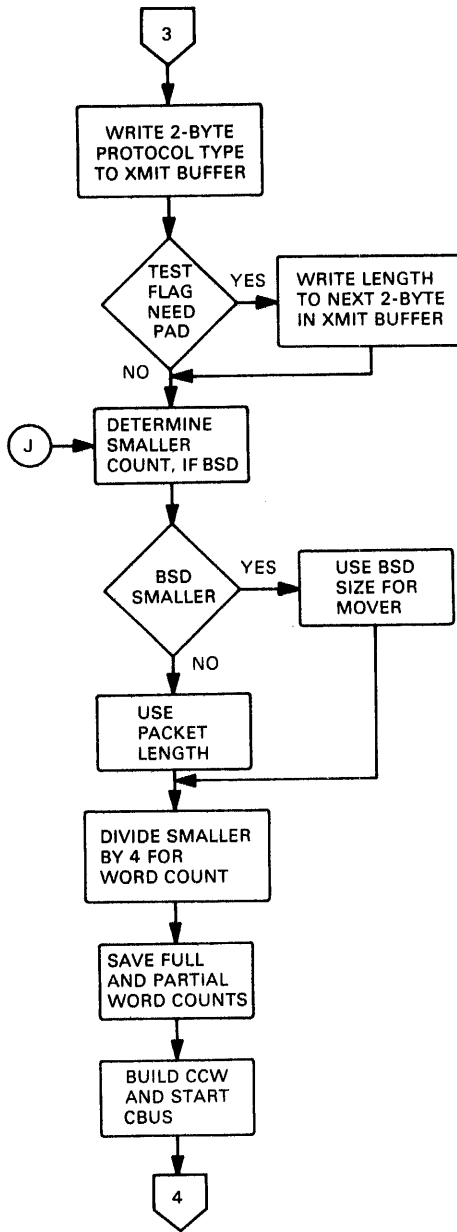 3
WRITE 2-BYTE
PROTOCOL TYPE
TO XMIT BUFFER
TEST
FLAG
NEED
PAD
YES
WRITE LENGTH
TO NEXT 2-BYTE
IN XMIT BUFFER
NO
J
DETERMINE
SMALLER
COUNT, IF BSD
BSD
SMALLER
YES
USE BSD
SIZE FOR
MOVER
NO
USE
PACKET
LENGTH
DIVIDE SMALLER
BY 4 FOR
WORD COUNT
SAVE FULL
AND PARTIAL
WORD COUNTS
BUILD CCW
AND START
CBUS
4